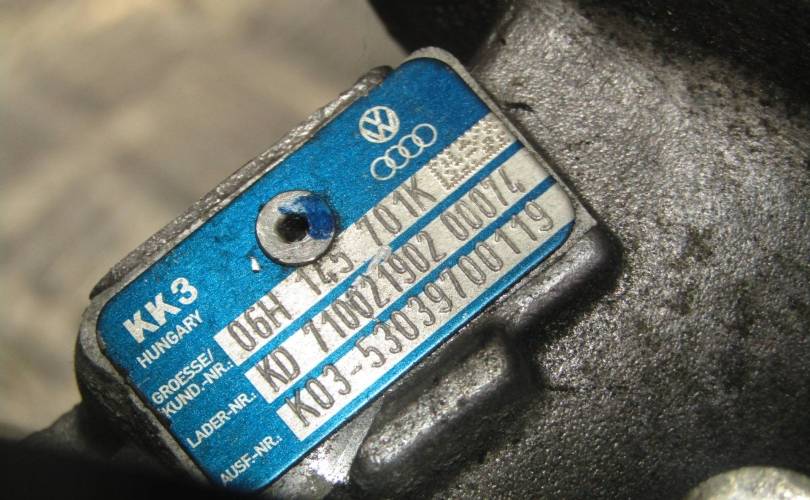 KK3
HUNGARY
GROESSE/
KUND.-NR.: 06H 145 701K
LADER-NR.: KD 710021902 00074
AUSF.-NR.: K03-53039700119